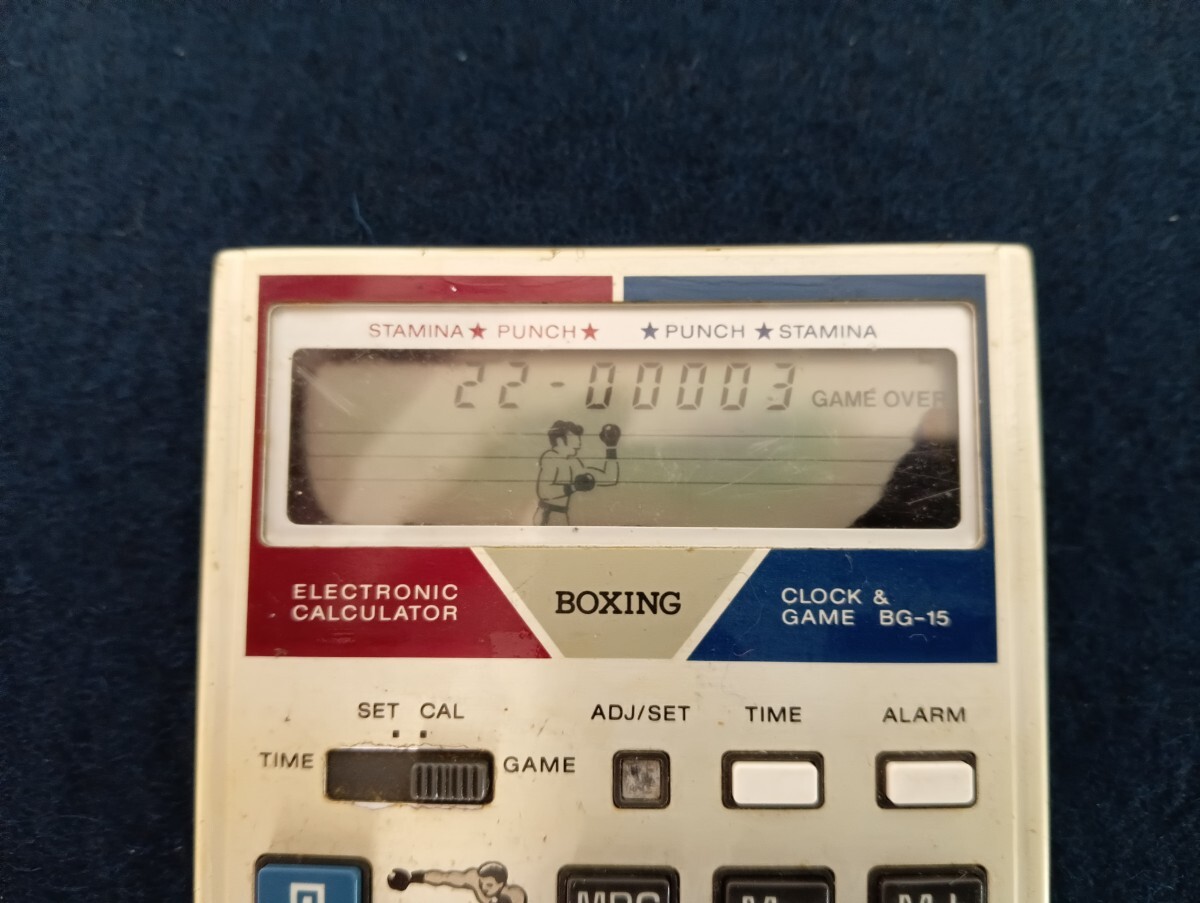 STAMINA★ PUNCH★ ★PUNCH ★STAMINA
22-00003 GAME OVER
ELECTRONIC
CALCULATOR
BOXING
CLOCK &
GAME BG-15
SET CAL
TIME
GAME
ADJ/SET
TIME
ALARM